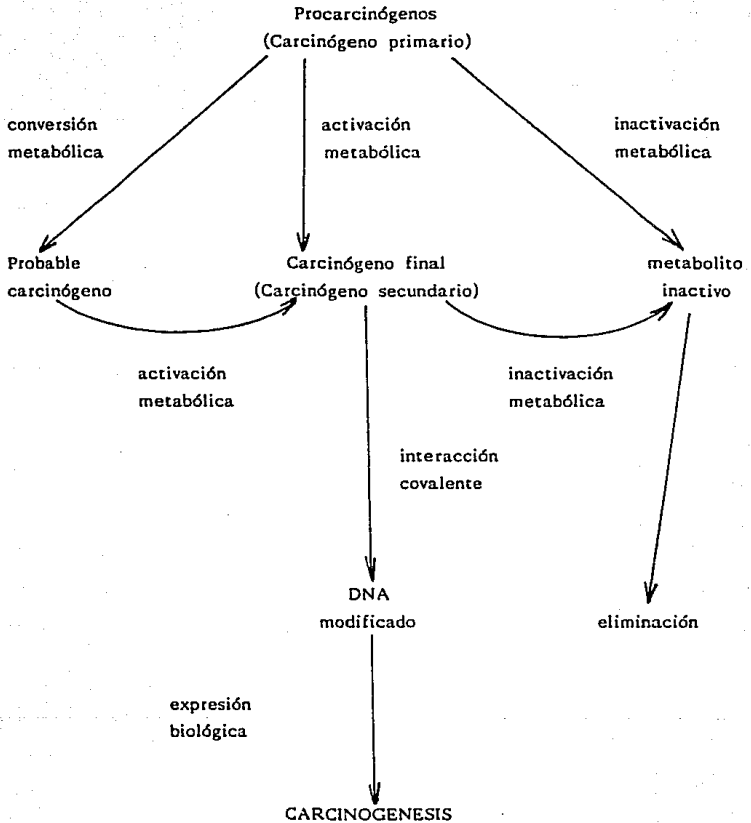 Procarcinógenos
(Carcinógeno primario)
conversión
metabólica
activación
metabólica
inactivación
metabólica
Probable
carcinógeno
Carcinógeno final
(Carcinógeno secundario)
metabolito
inactivo
activación
metabólica
inactivación
metabólica
interacción
covalente
DNA
modificado
eliminación
expresión
biológica
CARCINOGENESIS